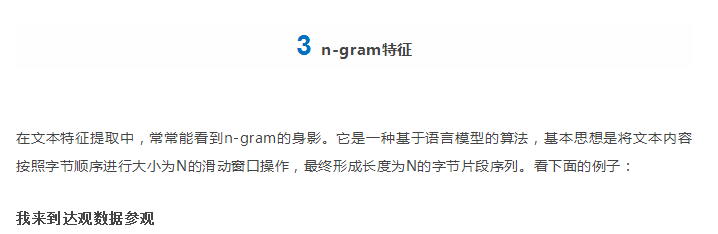 3 n-gram特征
在文本特征提取中，常常能看到n-gram的身影。它是一种基于语言模型的算法，基本思想是将文本内容
按照字节顺序进行大小为N的滑动窗口操作，最终形成长度为N的字节片段序列。看下面的例子：
我来到达观数据参观